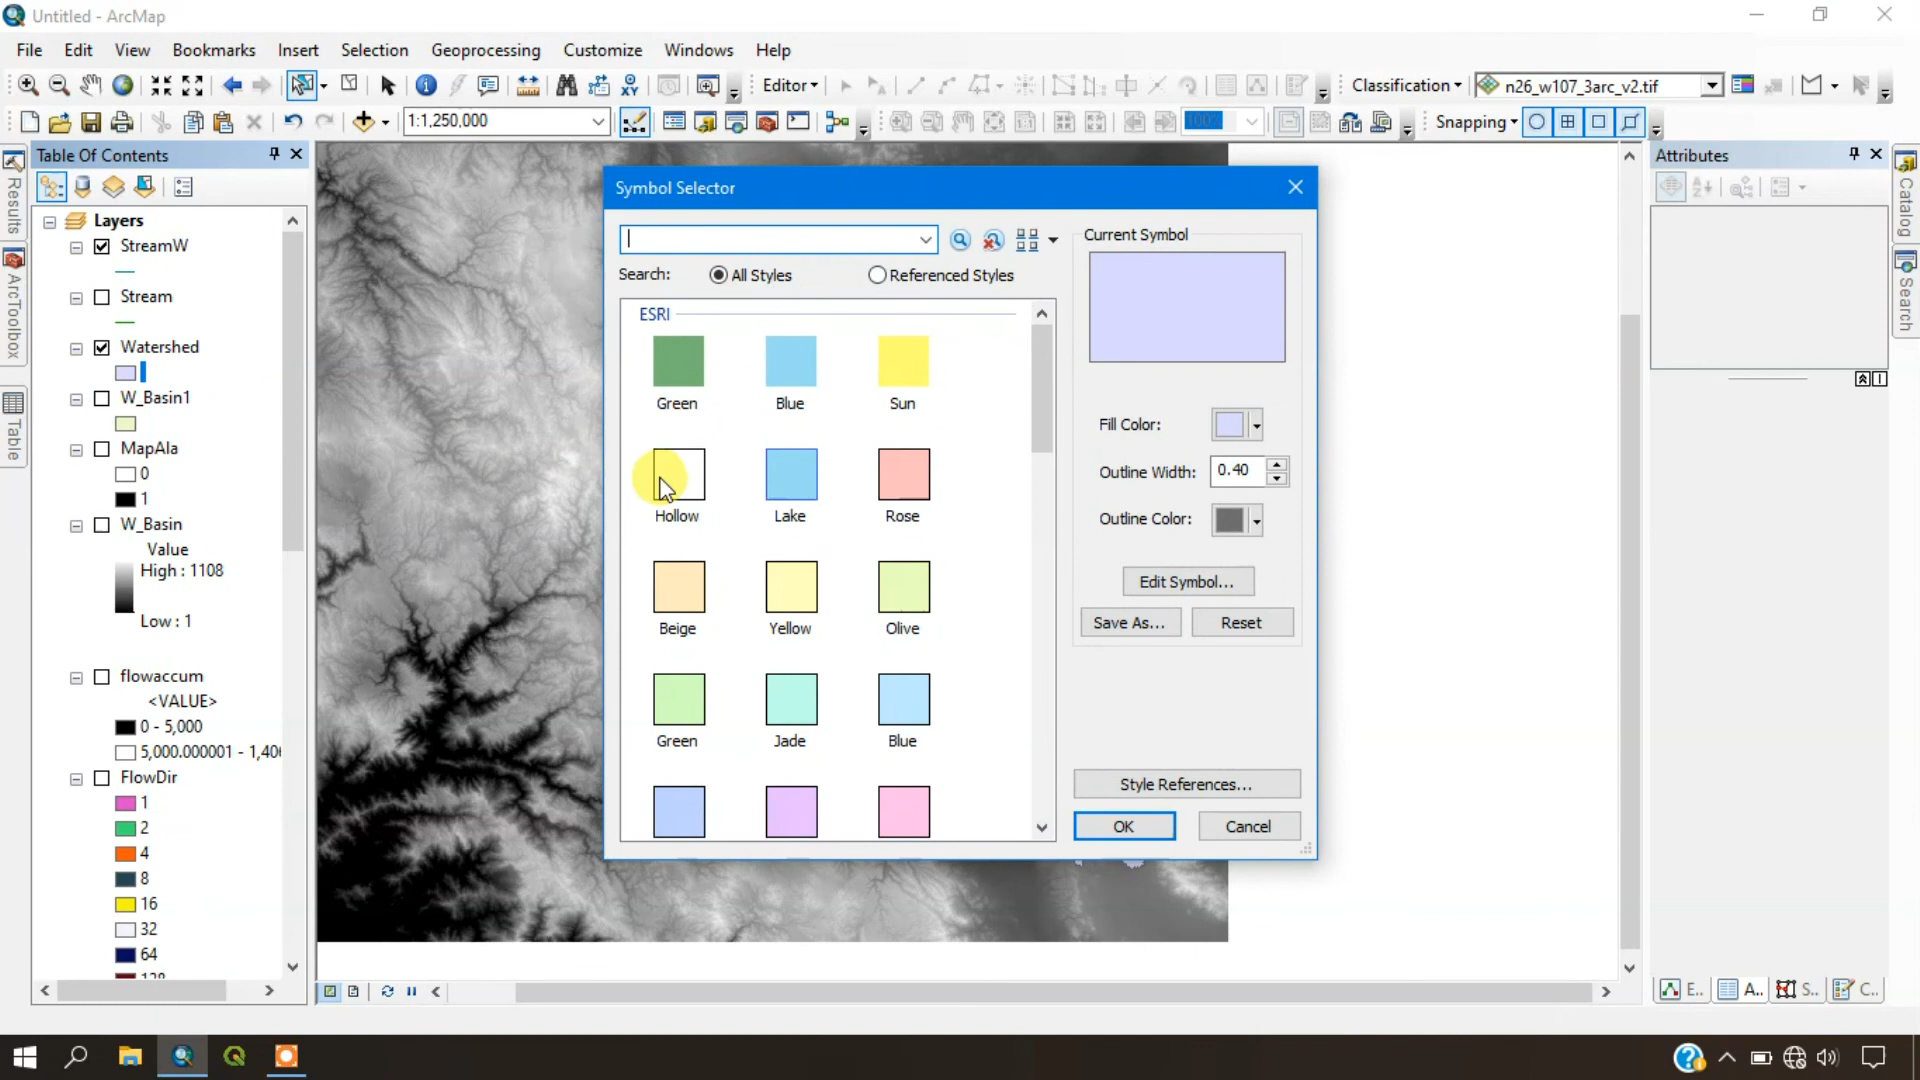 Untitled - ArcMap
File Edit View Bookmarks Insert Selection Geoprocessing Customize Windows Help
Editor Classification n26_w107_3arc_v2.tif
1:1,250,000 100% Snapping
Table Of Contents
Attributes
Results
ArcToolbox
Table
Catalog
Search
Layers
StreamW
Stream
Watershed
W_Basin1
MapAla
0
1
W_Basin
Value
High : 1108
Low : 1
flowaccum
<VALUE>
0 - 5,000
5,000.000001 - 1,40
FlowDir
1
2
4
8
16
32
64
128
Symbol Selector
Search: All Styles Referenced Styles
ESRI
Green Blue Sun
Hollow Lake Rose
Beige Yellow Olive
Green Jade Blue
Current Symbol
Fill Color:
Outline Width: 0.40
Outline Color:
Edit Symbol...
Save As... Reset
Style References...
OK Cancel
E.. A.. S.. C..